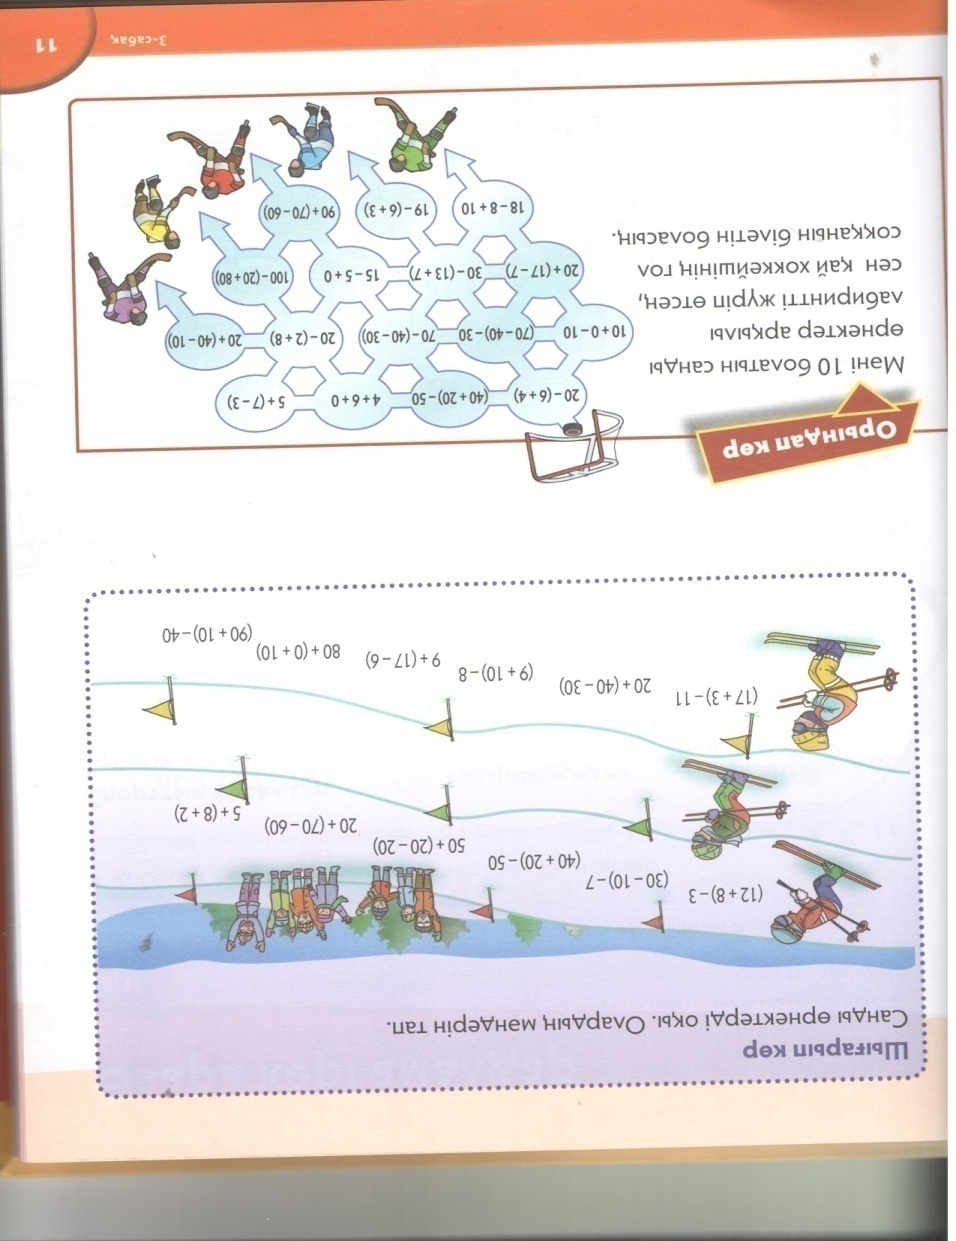 Шығарып көр
Санды өрнектерді оқы. Олардың мәндерін тап.
(12 + 8) – 3
(30 – 10) – 7
(40 + 20) – 50
50 + (20 – 20)
20 + (70 – 60)
5 + (8 + 2)
(17 + 3) – 11
20 + (40 – 30)
(9 + 10) – 8
9 + (17 – 6)
80 + (0 + 10)
(90 + 10) – 40
Орындап көр
Мәні 10 болатын санды
өрнектер арқылы
лабиринтті жүріп өтсең,
сен қай хоккейшінің гол
соққанын білетін боласың.
20 – (6 + 4) (40 + 20) – 50 4 + 6 + 0 5 + (7 – 3)
10 + 0 – 10 (70 – 40) – 30 70 – (40 – 30) 20 – (2 + 8) 20 + (40 – 10)
20 + (17 – 7) 30 – (13 + 7) 15 – 5 + 0 100 – (20 + 80)
18 – 8 + 10 19 – (6 + 3) 90 + (70 – 60)
3-сабақ 11